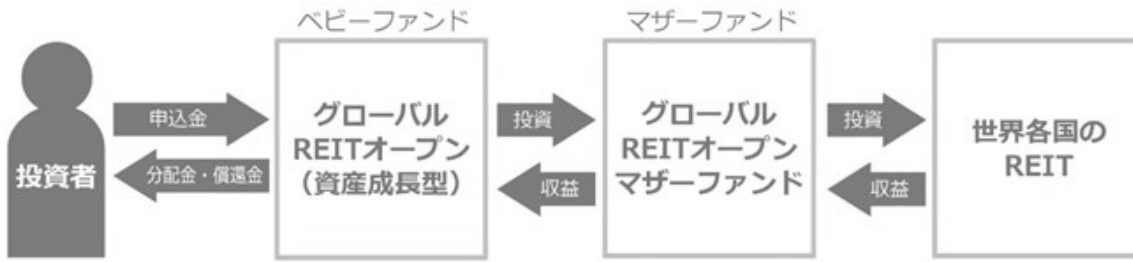 ベビーファンド
マザーファンド
投資者
申込金
分配金・償還金
グローバル
REITオープン
（資産成長型）
投資
収益
グローバル
REITオープン
マザーファンド
投資
収益
世界各国の
REIT